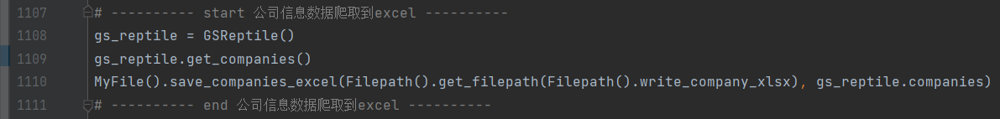 1107 # ---------- start 公司信息数据爬取到excel ----------
1108 gs_reptile = GSReptile()
1109 gs_reptile.get_companies()
1110 MyFile().save_companies_excel(Filepath().get_filepath(Filepath().write_company_xlsx), gs_reptile.companies)
1111 # ---------- end 公司信息数据爬取到excel ----------